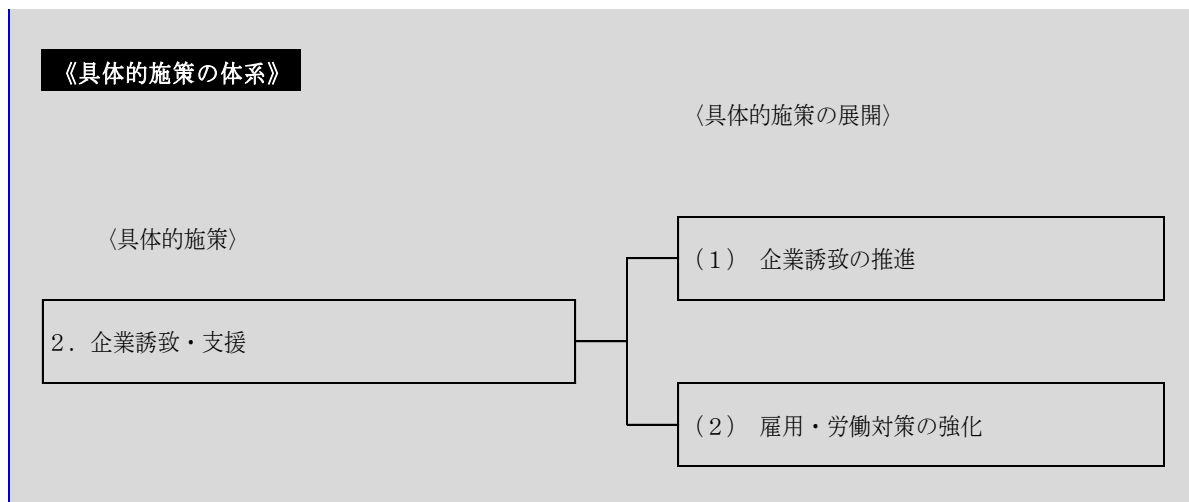 《具体的施策の体系》
〈具体的施策の展開〉
〈具体的施策〉
(1) 企業誘致の推進
2．企業誘致・支援
(2) 雇用・労働対策の強化